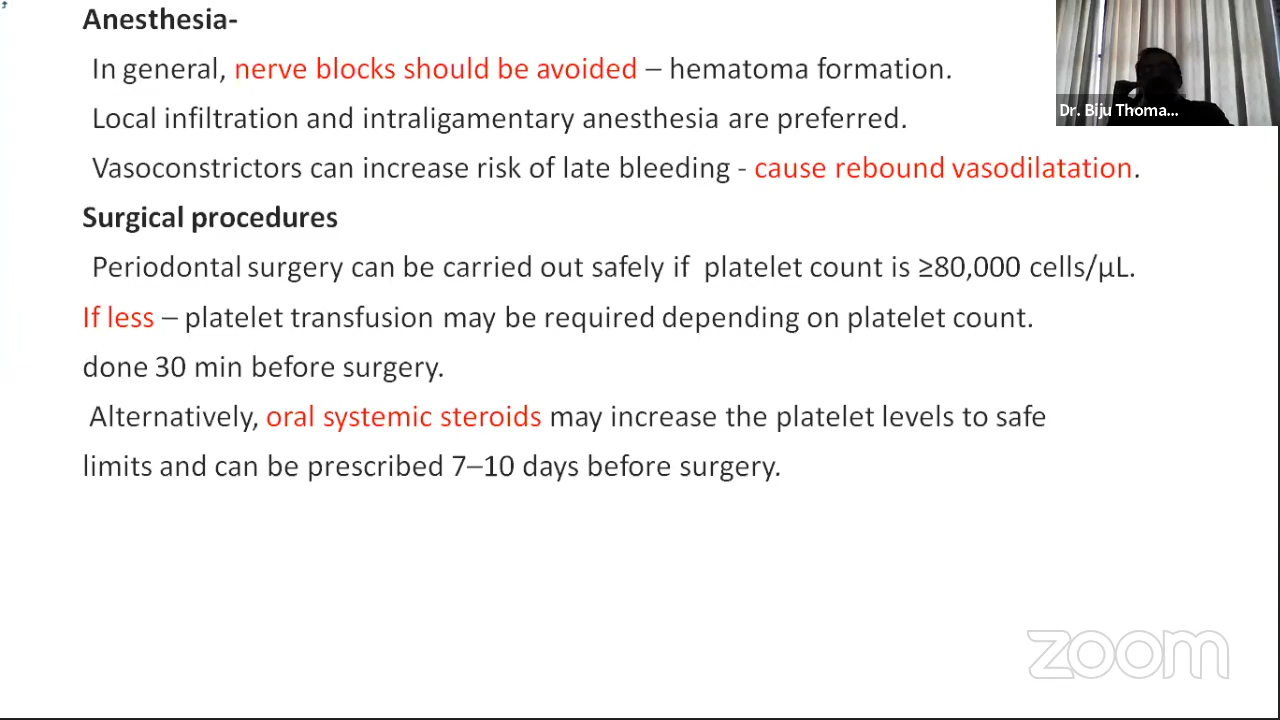 Anesthesia-
In general, nerve blocks should be avoided – hematoma formation.
Dr. Biju Thoma...
Local infiltration and intraligamentary anesthesia are preferred.
Vasoconstrictors can increase risk of late bleeding - cause rebound vasodilatation.
Surgical procedures
Periodontal surgery can be carried out safely if platelet count is ≥80,000 cells/µL.
If less – platelet transfusion may be required depending on platelet count.
done 30 min before surgery.
Alternatively, oral systemic steroids may increase the platelet levels to safe
limits and can be prescribed 7–10 days before surgery.
zoom